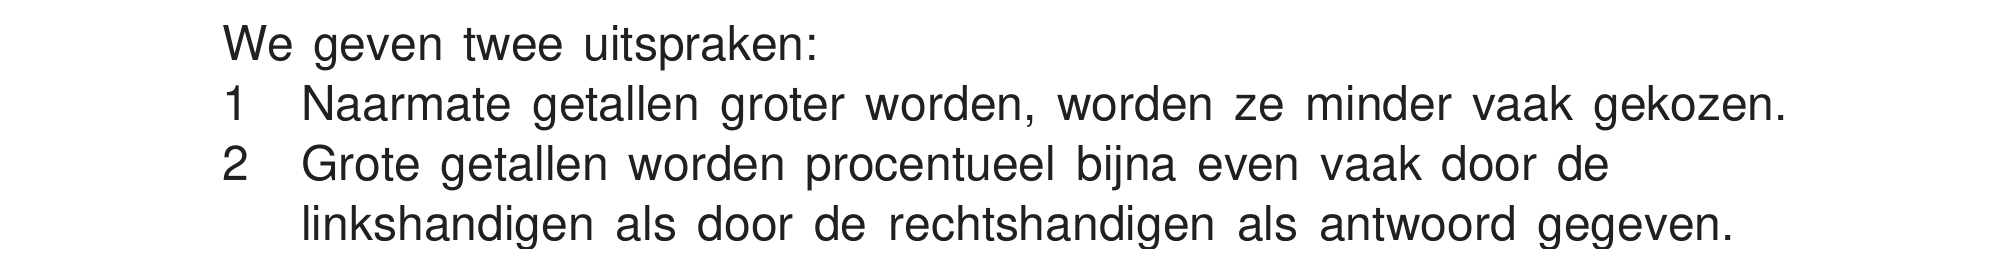 We geven twee uitspraken:
1 Naarmate getallen groter worden, worden ze minder vaak gekozen.
2 Grote getallen worden procentueel bijna even vaak door de
linkshandigen als door de rechtshandigen als antwoord gegeven.